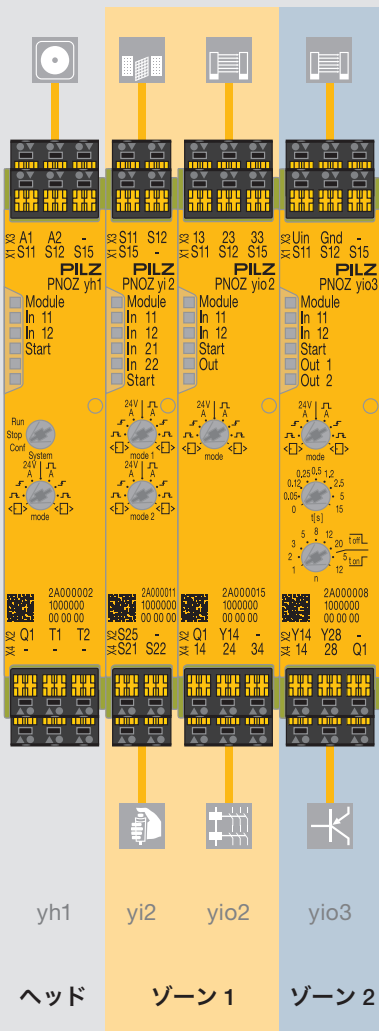 X3 A1 A2 -
X1 S11 S12 S15
PILZ
PNOZ yh1
Module
In 11
In 12
Start
Run
Stop
Conf
System
24V
A A
mode
2A000002
1000000
00 00 00
X2 Q1 T1 T2
X4 - - -
X3 S11 S12
X1 S15 -
PILZ
PNOZ yi2
Module
In 11
In 12
In 21
In 22
Start
24V
A A
mode 1
24V
A A
mode 2
2A000011
1000000
00 00 00
X2 S25 -
X4 S21 S22
X3 13 23 33
X1 S11 S12 S15
PILZ
PNOZ yio2
Module
In 11
In 12
Start
Out
24V
A A
mode
2A000015
1000000
00 00 00
X2 Q1 Y14 -
X4 14 24 34
X3 Uin Gnd -
X1 S11 S12 S15
PILZ
PNOZ yio3
Module
In 11
In 12
Start
Out 1
Out 2
24V
A A
mode
0 0.05 0.12 0,25 0,5 1,2 2.5 5 15
t[s]
1 2 3 5 8 12 20 5 12
n
t off
t on
2A000008
1000000
00 00 00
X2 Y14 Y28 -
X4 14 28 Q1
yh1 yi2 yio2 yio3
ヘッド ゾーン 1 ゾーン 2